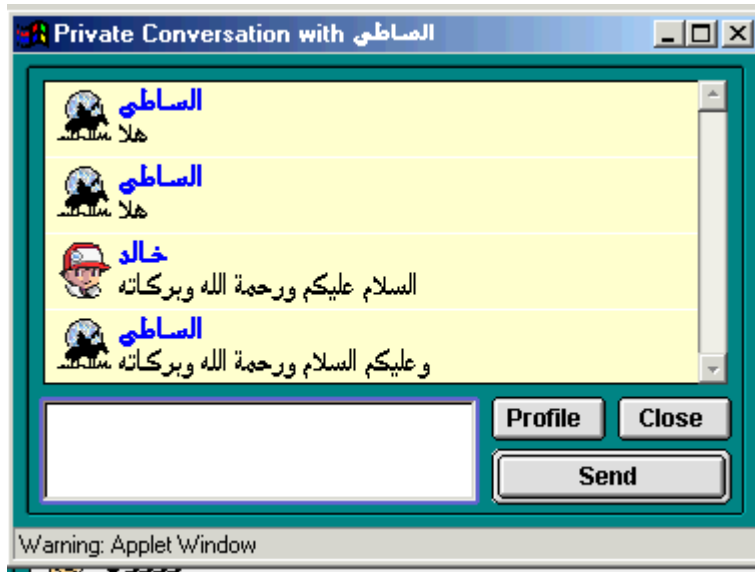 Private Conversation with الساطي
الساطي
هلا
الساطي
هلا
خالد
السلام عليكم ورحمة الله وبركاته
الساطي
وعليكم السلام ورحمة الله وبركاته
Profile
Close
Send
Warning: Applet Window